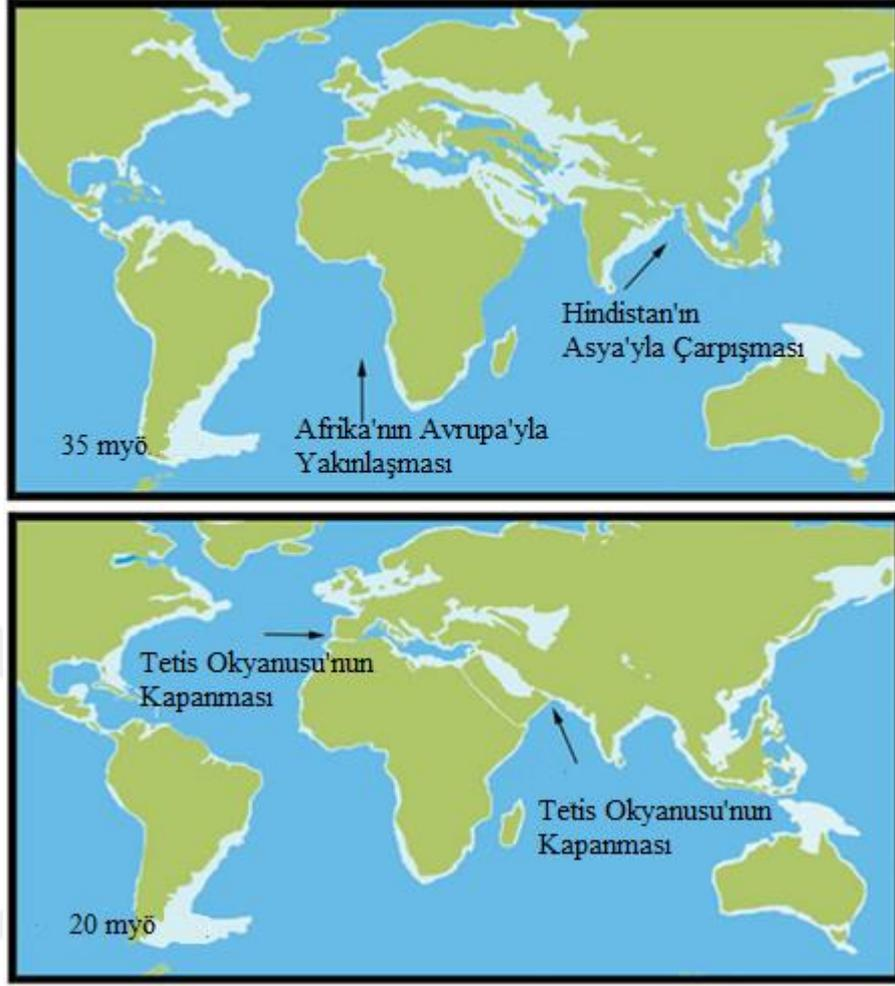 Hindistan'ın
Asya'yla Çarpışması
35 myö
Afrika'nın Avrupa'yla
Yakınlaşması
Tetis Okyanusu'nun
Kapanması
Tetis Okyanusu'nun
Kapanması
20 myö